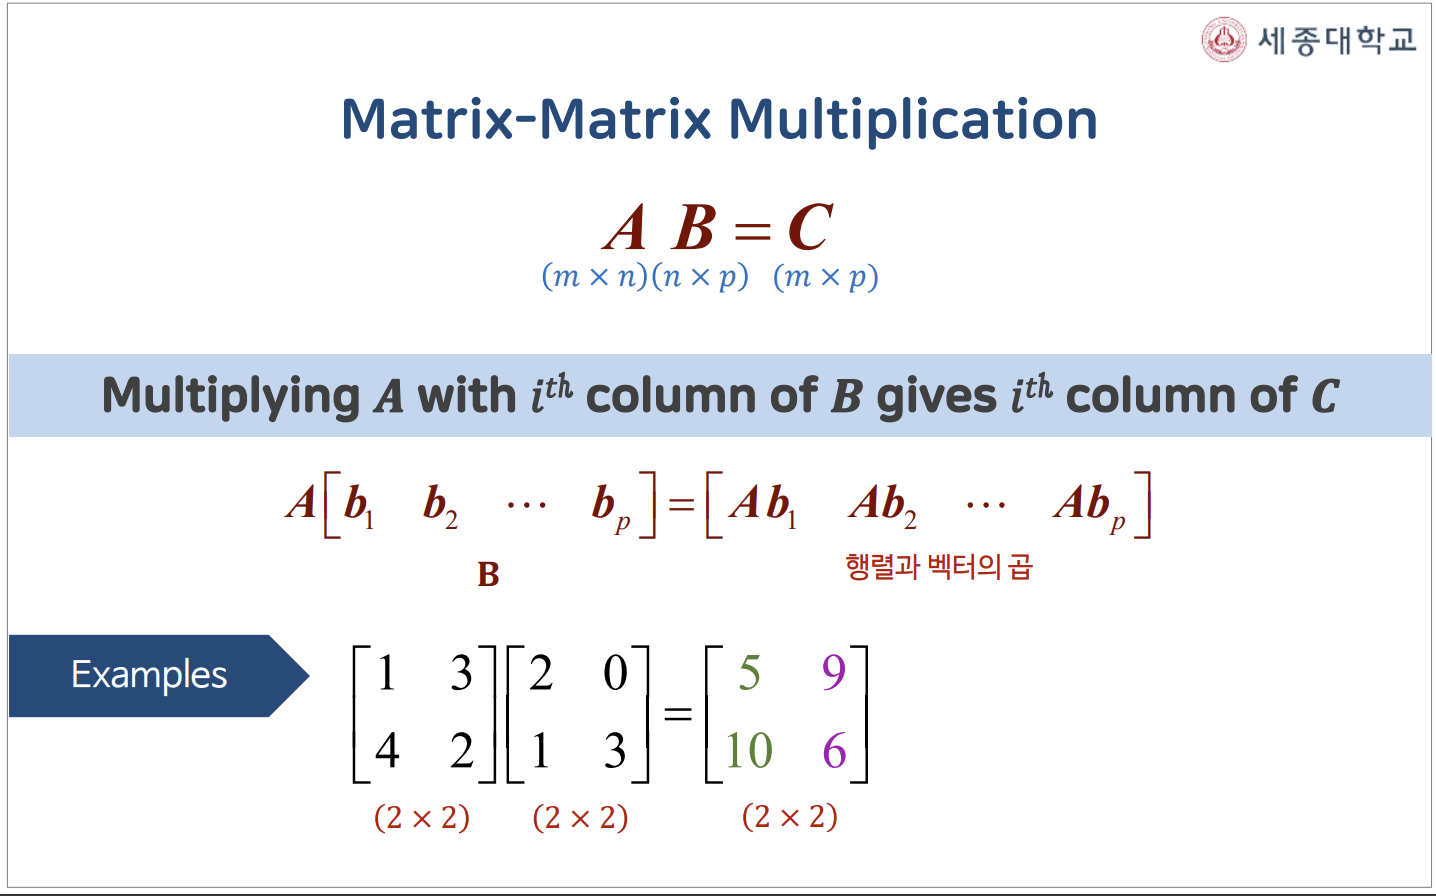 세종대학교
Matrix-Matrix Multiplication
A B = C
(m × n)(n × p) (m × p)
Multiplying A with iᵗʰ column of B gives iᵗʰ column of C
A[b₁ b₂ ⋯ bₚ] = [Ab₁ Ab₂ ⋯ Abₚ]
B 행렬과 벡터의 곱
Examples
[1 3] [2 0] = [5 9]
[4 2] [1 3] [10 6]
(2 × 2) (2 × 2) (2 × 2)